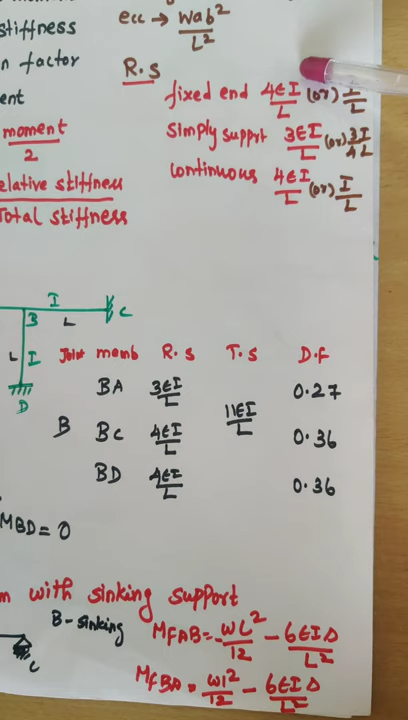 stiffness
ecc → Wab²/L²
n factor
R.S
ent
fixed end 4EI/L (or) I/L
moment/2
simply supprt 3EI/L (or) 3I/4L
continuous 4EI/L (or) I/L
elative stiffness/Total stiffness
I
B L C
L I
D
Joint memb R.S T.S D.F
BA 3EI/L 0.27
B BC 4EI/L 11EI/L 0.36
BD 4EI/L 0.36
MBD = 0
m with sinking support
B-sinking
C
MFAB = -WL²/12 - 6EIΔ/L²
MFBA = Wl²/12 - 6EIΔ/L²